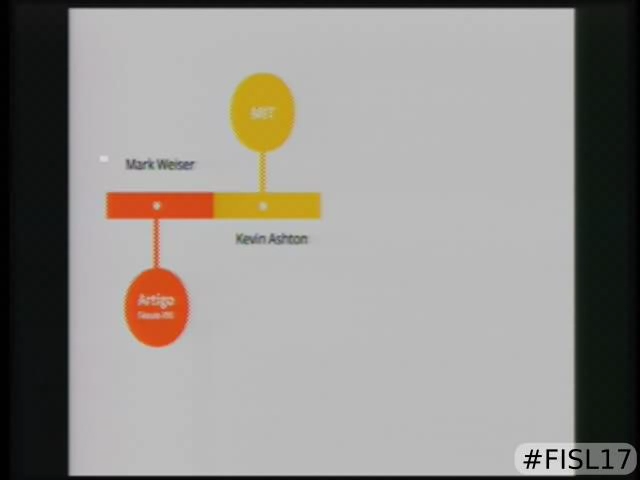 MIT
Mark Weiser
Kevin Ashton
Artigo
#FISL17